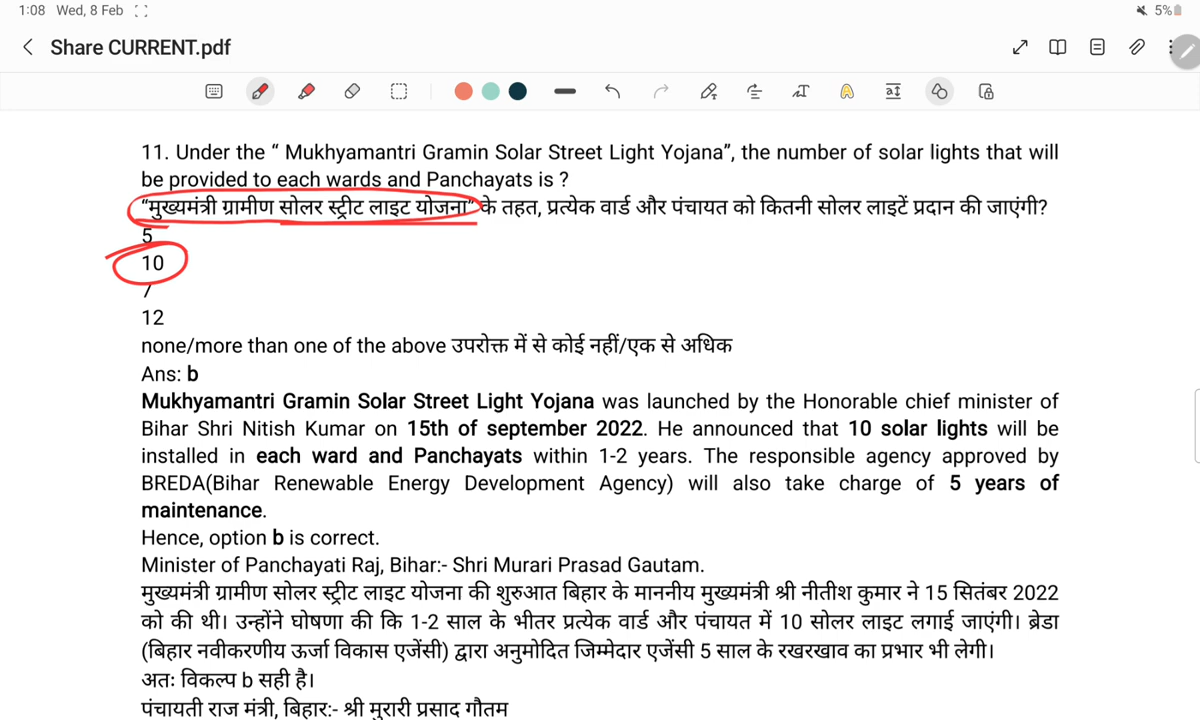 1:08 Wed, 8 Feb
5%
Share CURRENT.pdf
11. Under the “ Mukhyamantri Gramin Solar Street Light Yojana”, the number of solar lights that will
be provided to each wards and Panchayats is ?
“मुख्यमंत्री ग्रामीण सोलर स्ट्रीट लाइट योजना” के तहत, प्रत्येक वार्ड और पंचायत को कितनी सोलर लाइटें प्रदान की जाएंगी?
5
10
7
12
none/more than one of the above उपरोक्त में से कोई नहीं/एक से अधिक
Ans: b
Mukhyamantri Gramin Solar Street Light Yojana was launched by the Honorable chief minister of
Bihar Shri Nitish Kumar on 15th of september 2022. He announced that 10 solar lights will be
installed in each ward and Panchayats within 1-2 years. The responsible agency approved by
BREDA(Bihar Renewable Energy Development Agency) will also take charge of 5 years of
maintenance.
Hence, option b is correct.
Minister of Panchayati Raj, Bihar:- Shri Murari Prasad Gautam.
मुख्यमंत्री ग्रामीण सोलर स्ट्रीट लाइट योजना की शुरुआत बिहार के माननीय मुख्यमंत्री श्री नीतीश कुमार ने 15 सितंबर 2022
को की थी। उन्होंने घोषणा की कि 1-2 साल के भीतर प्रत्येक वार्ड और पंचायत में 10 सोलर लाइट लगाई जाएंगी। ब्रेडा
(बिहार नवीकरणीय ऊर्जा विकास एजेंसी) द्वारा अनुमोदित जिम्मेदार एजेंसी 5 साल के रखरखाव का प्रभार भी लेगी।
अतः विकल्प b सही है।
पंचायती राज मंत्री, बिहार:- श्री मुरारी प्रसाद गौतम